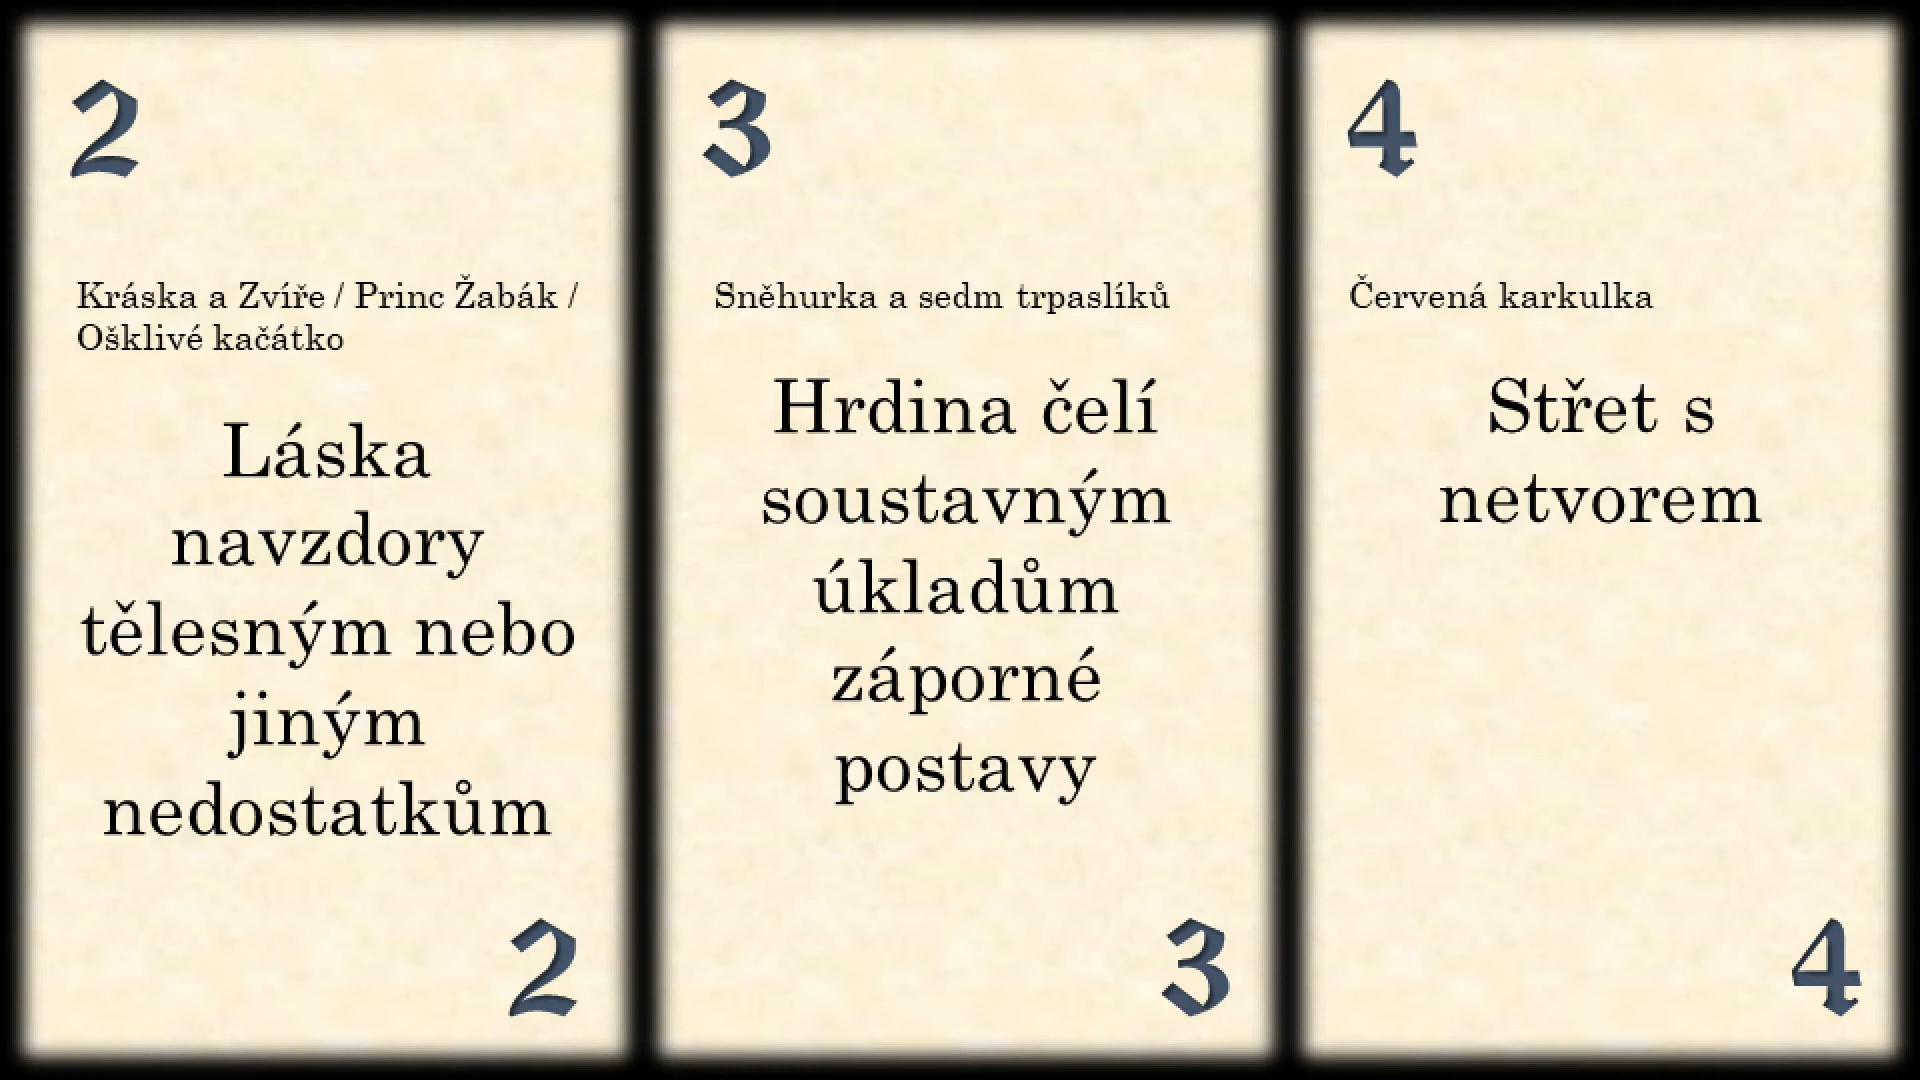 2
Kráska a Zvíře / Princ Žabák /
Ošklivé kačátko
Láska
navzdory
tělesným nebo
jiným
nedostatkům
2
3
Sněhurka a sedm trpaslíků
Hrdina čelí
soustavným
úkladům
záporné
postavy
3
4
Červená karkulka
Střet s
netvorem
4